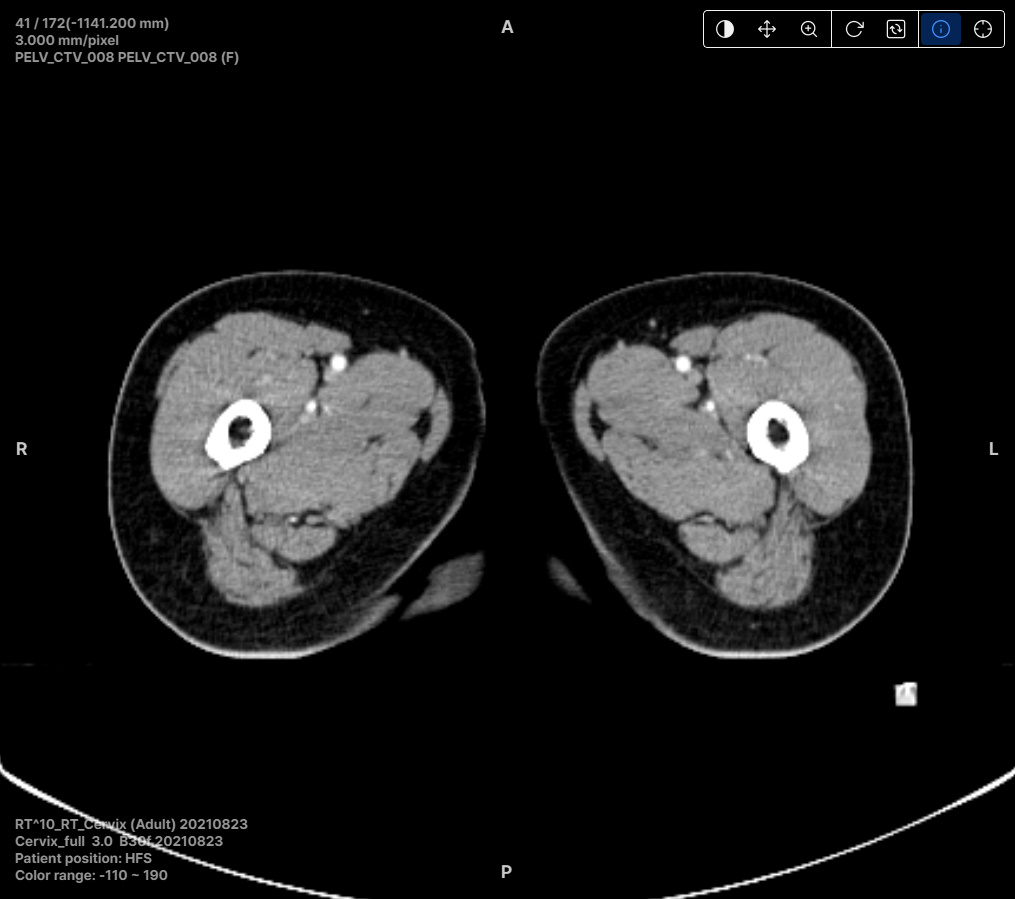 41 / 172(-1141.200 mm)
3.000 mm/pixel
PELV_CTV_008 PELV_CTV_008 (F)
A
R
L
RT^10_RT_Cervix (Adult) 20210823
Cervix_full 3.0 B30f 20210823
Patient position: HFS
Color range: -110 ~ 190
P